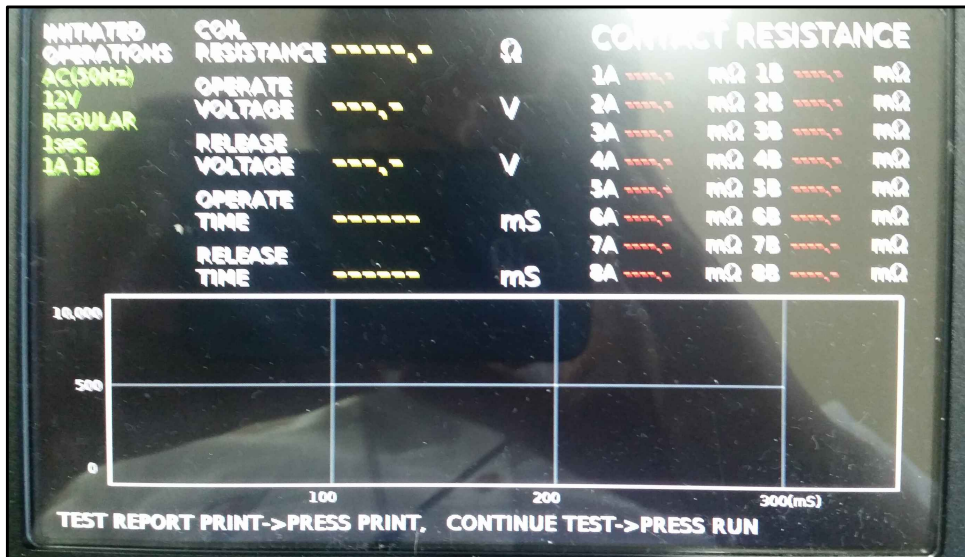 INITIATED OPERATIONS
AC(50Hz)
12V
REGULAR
1sec
1A 1B
COIL RESISTANCE -----,- Ω
OPERATE VOLTAGE ---,- V
RELEASE VOLTAGE ---,- V
OPERATE TIME ------ mS
RELEASE TIME ------ mS
CONTACT RESISTANCE
1A ----,- mΩ 1B ----,- mΩ
2A ----,- mΩ 2B ----,- mΩ
3A ----,- mΩ 3B ----,- mΩ
4A ----,- mΩ 4B ----,- mΩ
5A ----,- mΩ 5B ----,- mΩ
6A ----,- mΩ 6B ----,- mΩ
7A ----,- mΩ 7B ----,- mΩ
8A ----,- mΩ 8B ----,- mΩ
10,000
500
0
100 200 300(mS)
TEST REPORT PRINT->PRESS PRINT, CONTINUE TEST->PRESS RUN